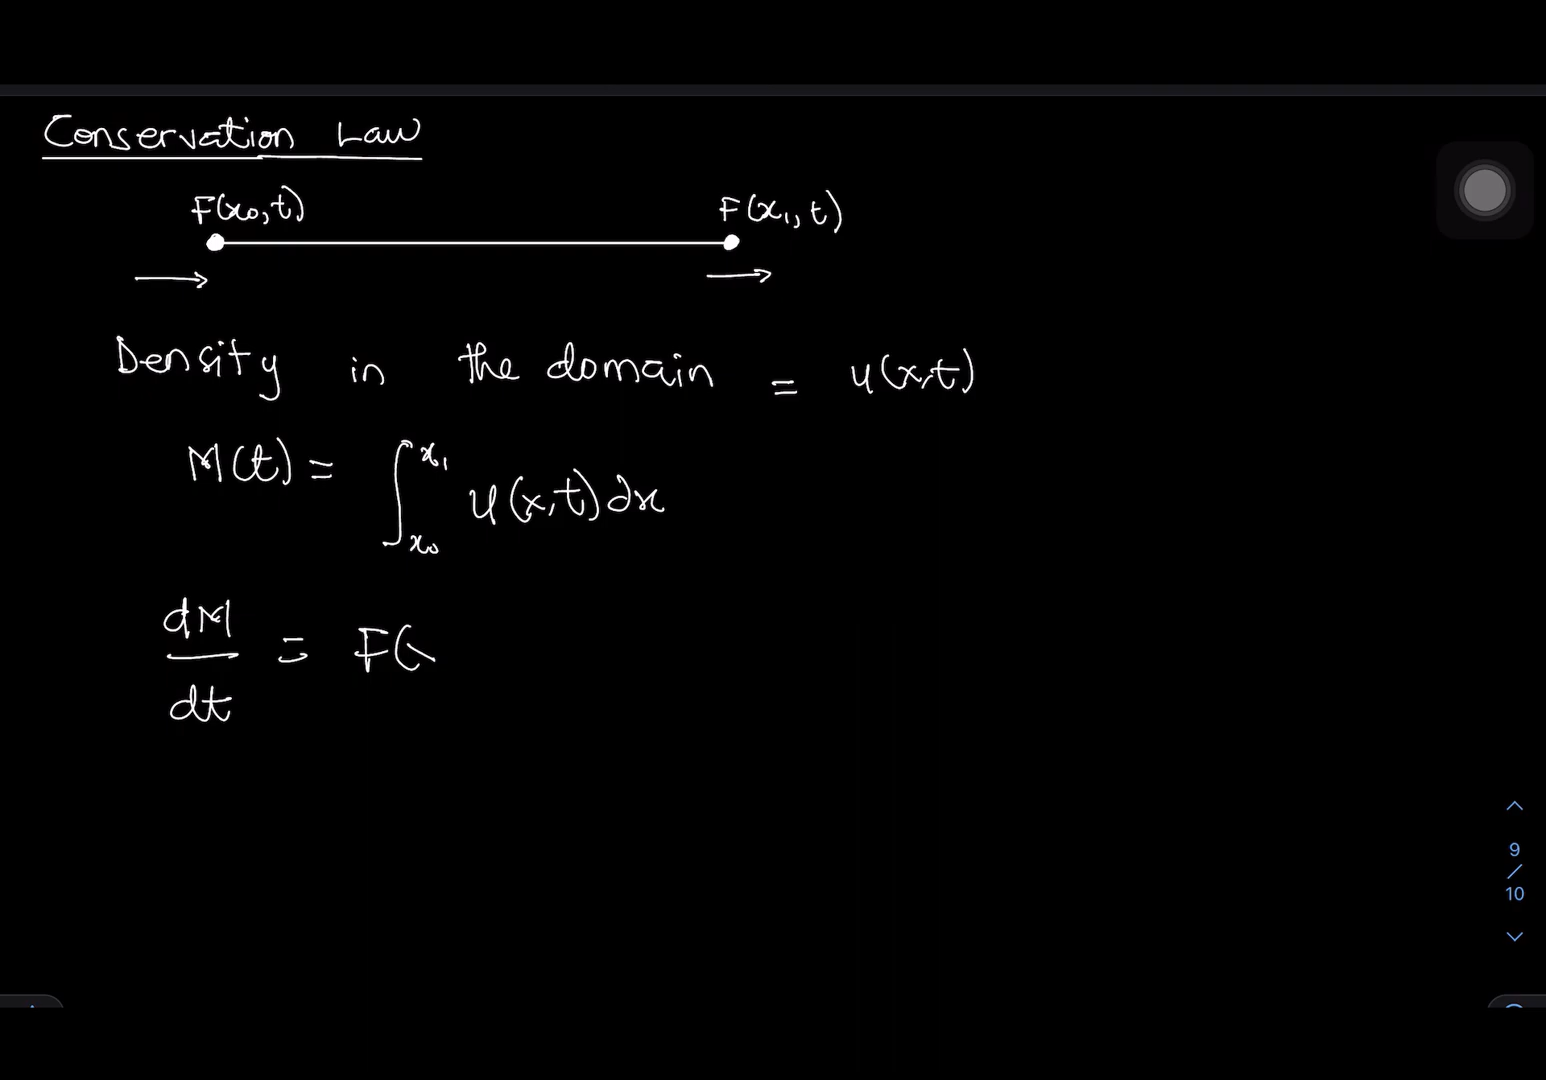 Conservation Law
F(x₀,t) F(x₁,t)
Density in the domain = u(x,t)
M(t) = ∫_{x₀}^{x₁} u(x,t) dx
dM/dt = F(
9
/
10